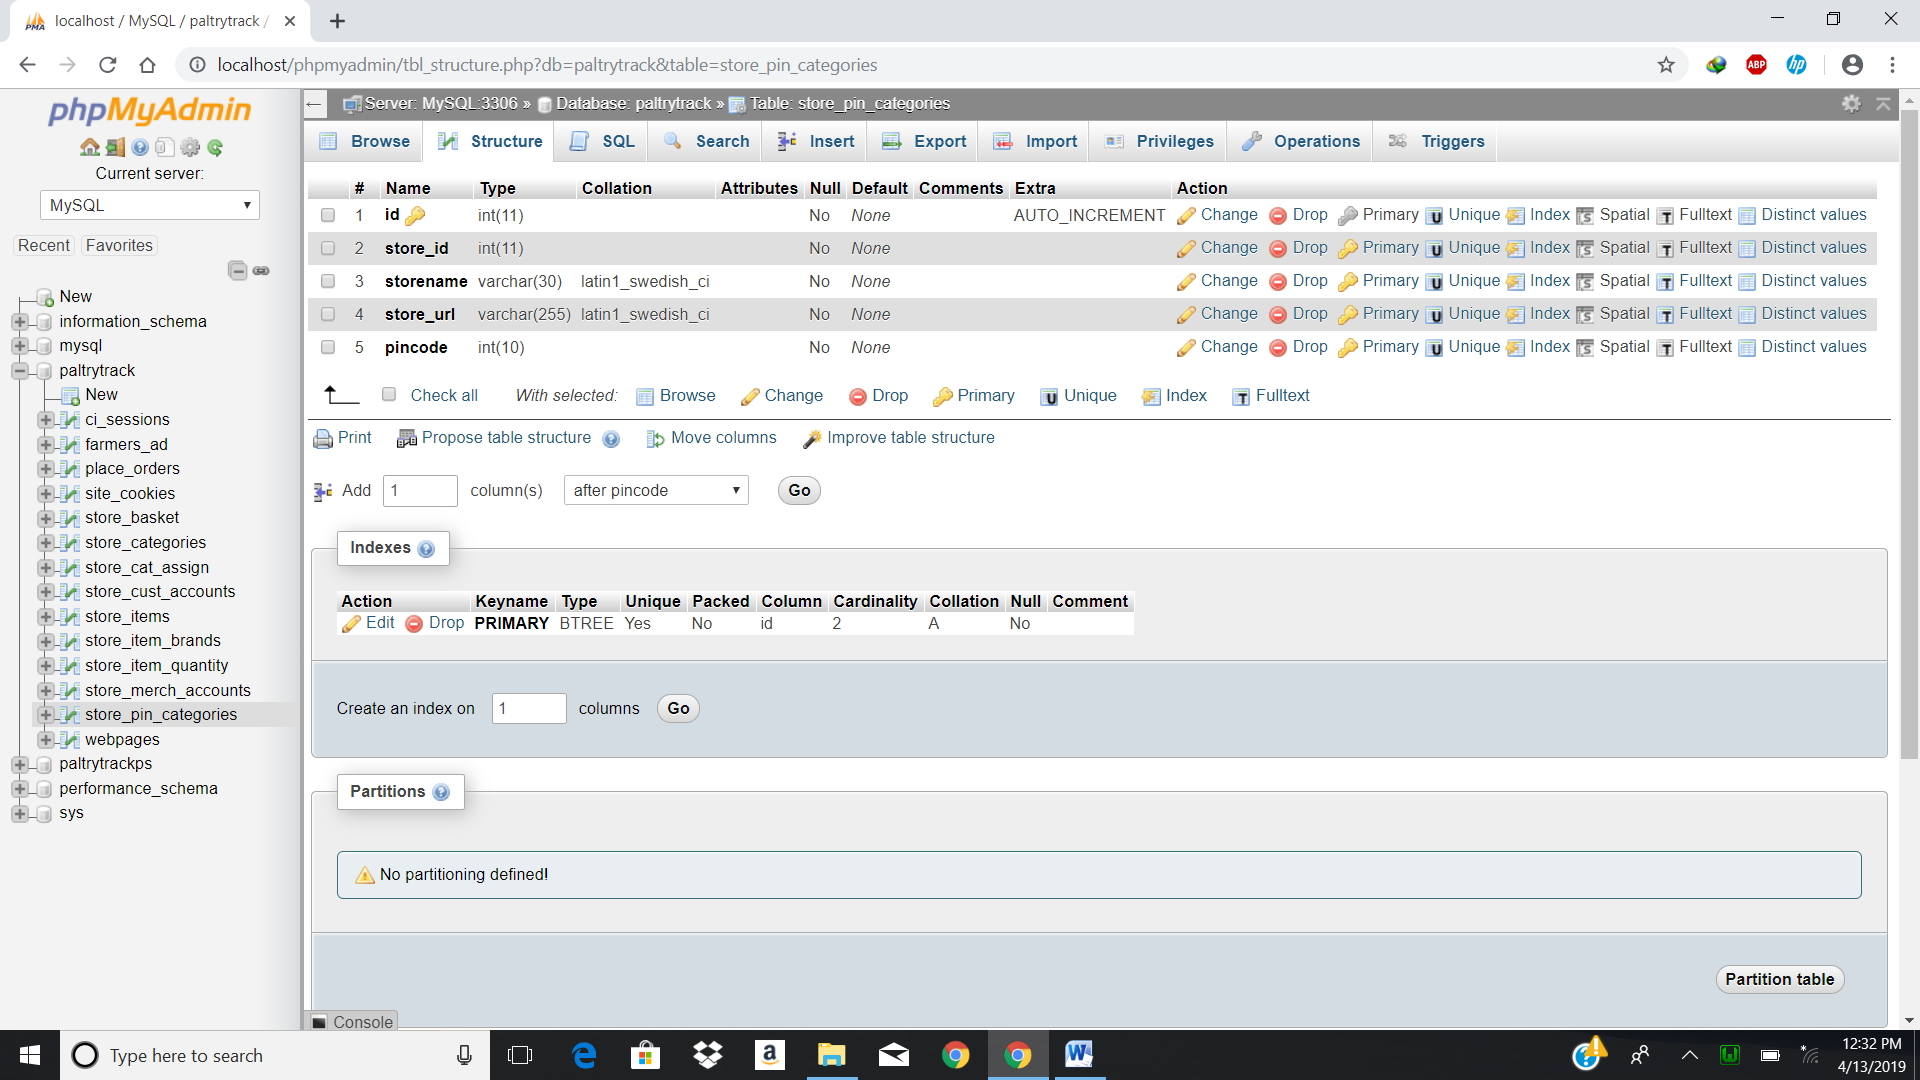 localhost / MySQL / paltrytrack /
localhost/phpmyadmin/tbl_structure.php?db=paltrytrack&table=store_pin_categories
ABP
hp
phpMyAdmin
Current server:
MySQL
Recent Favorites
New
information_schema
mysql
paltrytrack
New
ci_sessions
farmers_ad
place_orders
site_cookies
store_basket
store_categories
store_cat_assign
store_cust_accounts
store_items
store_item_brands
store_item_quantity
store_merch_accounts
store_pin_categories
webpages
paltrytrackps
performance_schema
sys
Server: MySQL:3306 » Database: paltrytrack » Table: store_pin_categories
Browse Structure SQL Search Insert Export Import Privileges Operations Triggers
# Name Type Collation Attributes Null Default Comments Extra Action
1 id int(11) No None AUTO_INCREMENT Change Drop Primary Unique Index Spatial Fulltext Distinct values
2 store_id int(11) No None Change Drop Primary Unique Index Spatial Fulltext Distinct values
3 storename varchar(30) latin1_swedish_ci No None Change Drop Primary Unique Index Spatial Fulltext Distinct values
4 store_url varchar(255) latin1_swedish_ci No None Change Drop Primary Unique Index Spatial Fulltext Distinct values
5 pincode int(10) No None Change Drop Primary Unique Index Spatial Fulltext Distinct values
Check all With selected: Browse Change Drop Primary Unique Index Fulltext
Print Propose table structure Move columns Improve table structure
Add 1 column(s) after pincode Go
Indexes
Action Keyname Type Unique Packed Column Cardinality Collation Null Comment
Edit Drop PRIMARY BTREE Yes No id 2 A No
Create an index on 1 columns Go
Partitions
No partitioning defined!
Partition table
Console
Type here to search
12:32 PM
4/13/2019